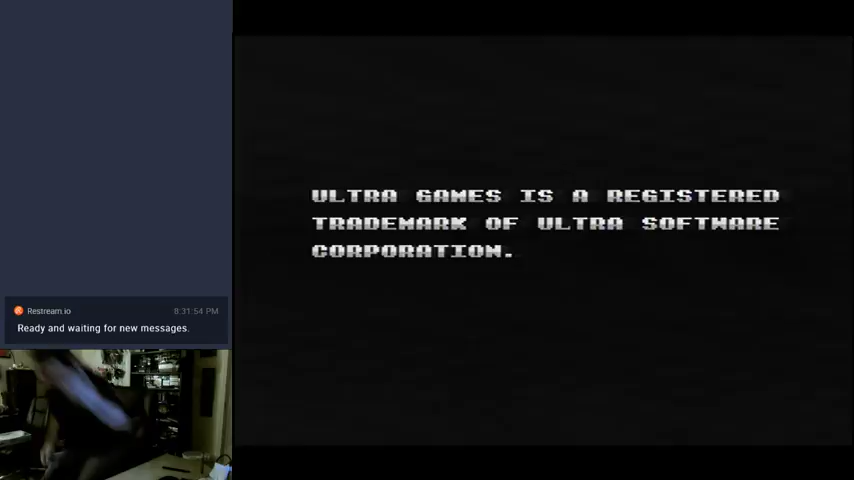 Restream.io 8:31:54 PM
Ready and waiting for new messages.
ULTRA GAMES IS A REGISTERED
TRADEMARK OF ULTRA SOFTWARE
CORPORATION.